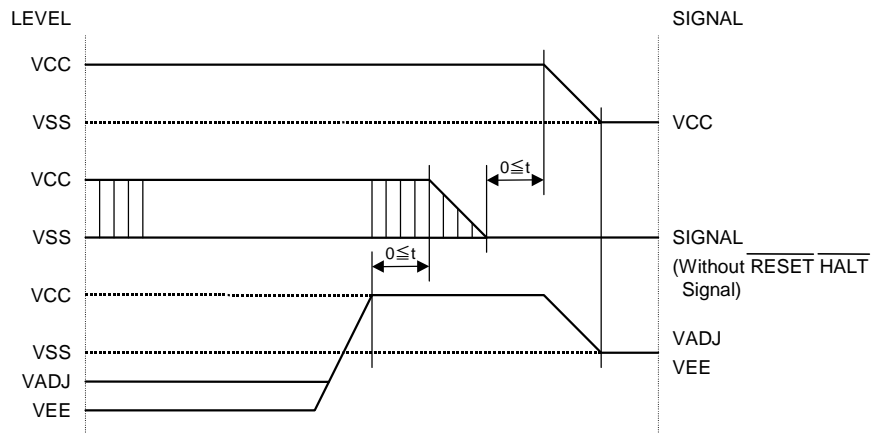 LEVEL SIGNAL
VCC
VSS VCC
VCC 0≦t
VSS SIGNAL
0≦t (Without RESET HALT
Signal)
VCC
VSS VADJ
VADJ VEE
VEE